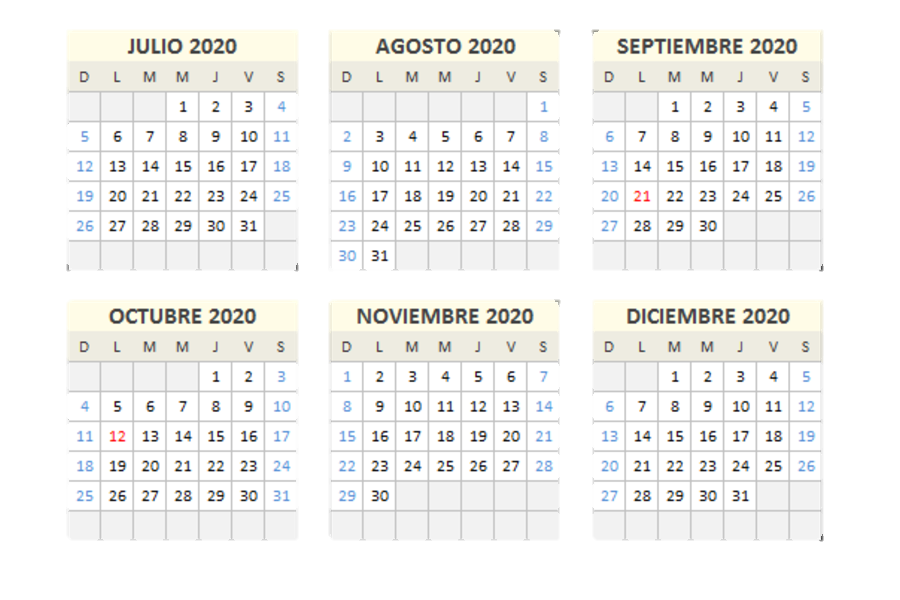 JULIO 2020
D L M M J V S
1 2 3 4
5 6 7 8 9 10 11
12 13 14 15 16 17 18
19 20 21 22 23 24 25
26 27 28 29 30 31
AGOSTO 2020
D L M M J V S
1
2 3 4 5 6 7 8
9 10 11 12 13 14 15
16 17 18 19 20 21 22
23 24 25 26 27 28 29
30 31
SEPTIEMBRE 2020
D L M M J V S
1 2 3 4 5
6 7 8 9 10 11 12
13 14 15 16 17 18 19
20 21 22 23 24 25 26
27 28 29 30
OCTUBRE 2020
D L M M J V S
1 2 3
4 5 6 7 8 9 10
11 12 13 14 15 16 17
18 19 20 21 22 23 24
25 26 27 28 29 30 31
NOVIEMBRE 2020
D L M M J V S
1 2 3 4 5 6 7
8 9 10 11 12 13 14
15 16 17 18 19 20 21
22 23 24 25 26 27 28
29 30
DICIEMBRE 2020
D L M M J V S
1 2 3 4 5
6 7 8 9 10 11 12
13 14 15 16 17 18 19
20 21 22 23 24 25 26
27 28 29 30 31